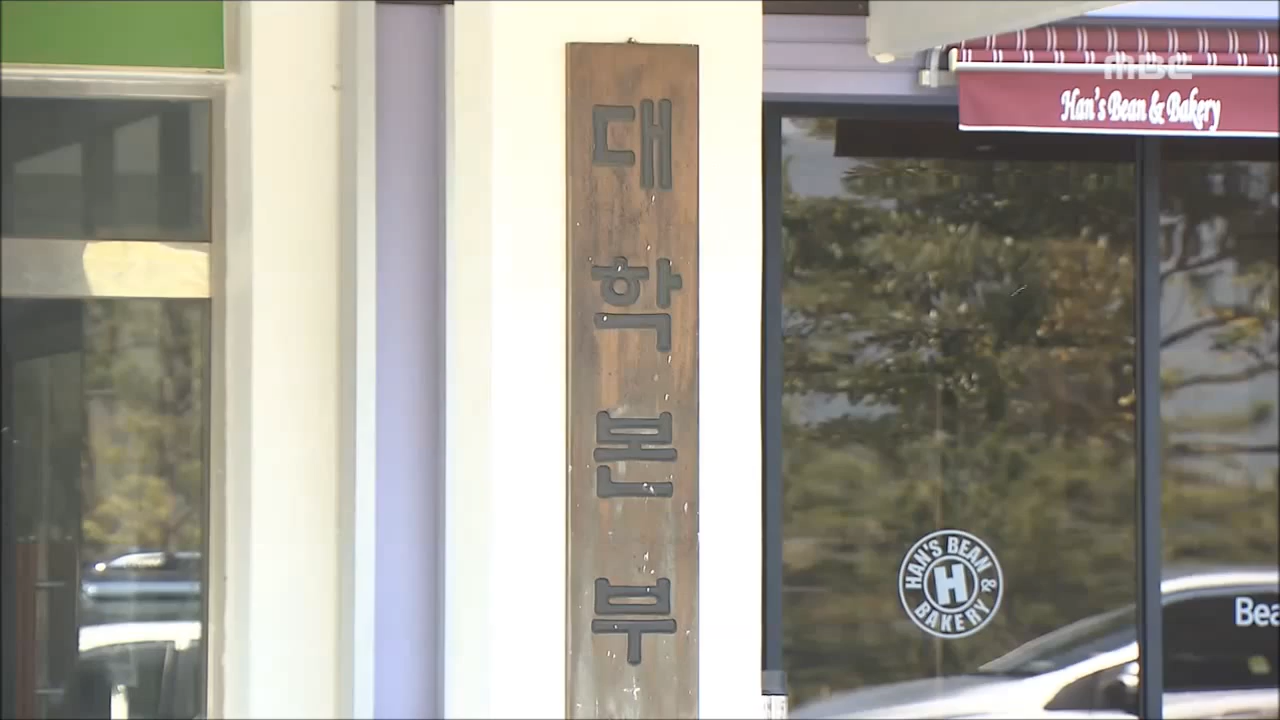 대학본부
MBC
Han's Bean & Bakery
HAN'S BEAN & BAKERY
H
Bea